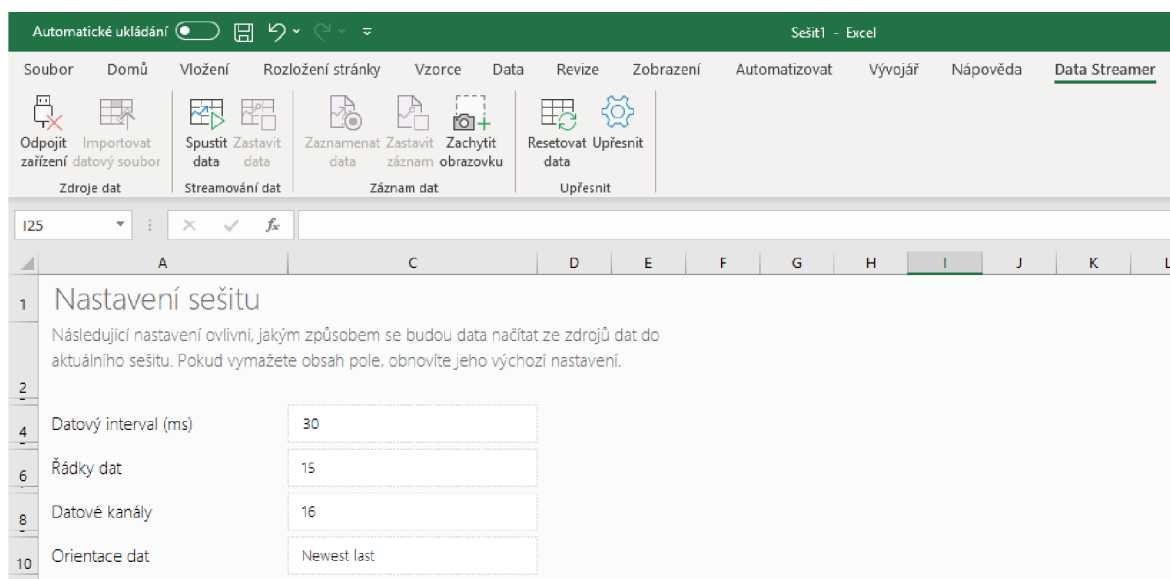 Automatické ukládání
Sešit1 - Excel
Soubor Domů Vložení Rozložení stránky Vzorce Data Revize Zobrazení Automatizovat Vývojář Nápověda Data Streamer
Odpojit Importovat Spustit Zastavit Zaznamenat Zastavit Zachytit Resetovat Upřesnit
zařízení datový soubor data data data záznam obrazovku data
Zdroje dat Streamování dat Záznam dat Upřesnit
I25 fx
A C D E F G H I J K L
1 Nastavení sešitu
Následující nastavení ovlivní, jakým způsobem se budou data načítat ze zdrojů dat do
aktuálního sešitu. Pokud vymažete obsah pole, obnovíte jeho výchozí nastavení.
2
4 Datový interval (ms) 30
6 Řádky dat 15
8 Datové kanály 16
10 Orientace dat Newest last